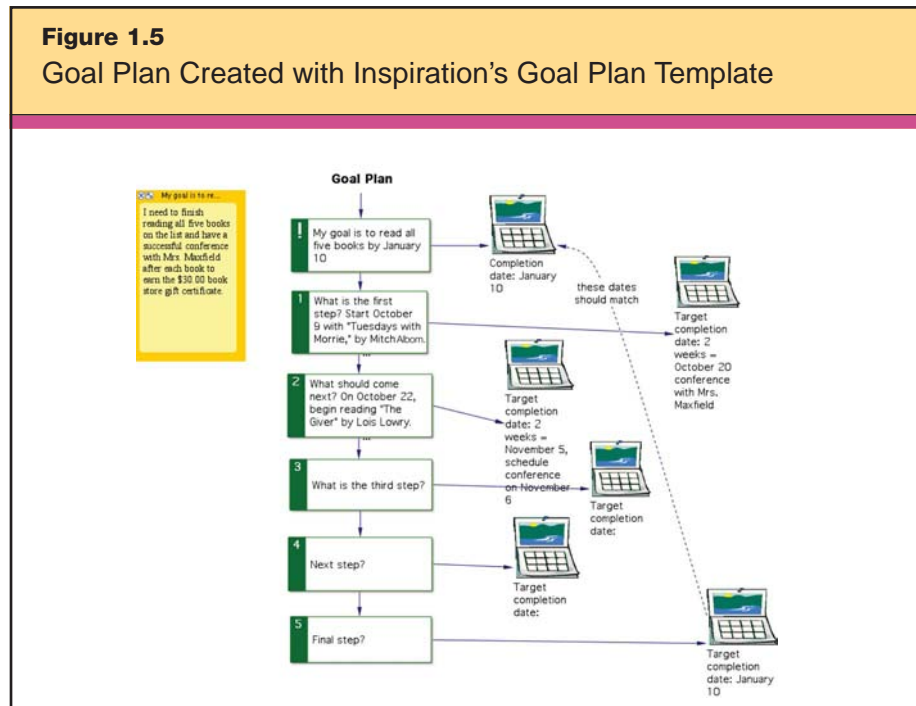 Figure 1.5
Goal Plan Created with Inspiration's Goal Plan Template
Goal Plan
My goal is to re...
I need to finish
reading all five books
on the list and have a
successful conference
with Mrs. Maxfield
after each book to
earn the $30.00 book
store gift certificate.
!
My goal is to read all
five books by January
10
Completion
date: January
10
these dates
should match
1
What is the first
step? Start October
9 with "Tuesdays with
Morrie," by Mitch Albom.
...
Target
completion
date: 2
weeks =
October 20
conference
with Mrs.
Maxfield
2
What should come
next? On October 22,
begin reading "The
Giver" by Lois Lowry.
...
Target
completion
date: 2
weeks =
November 5,
schedule
conference
on November
6
3
What is the third step?
Target
completion
date:
4
Next step?
Target
completion
date:
5
Final step?
Target
completion
date: January
10